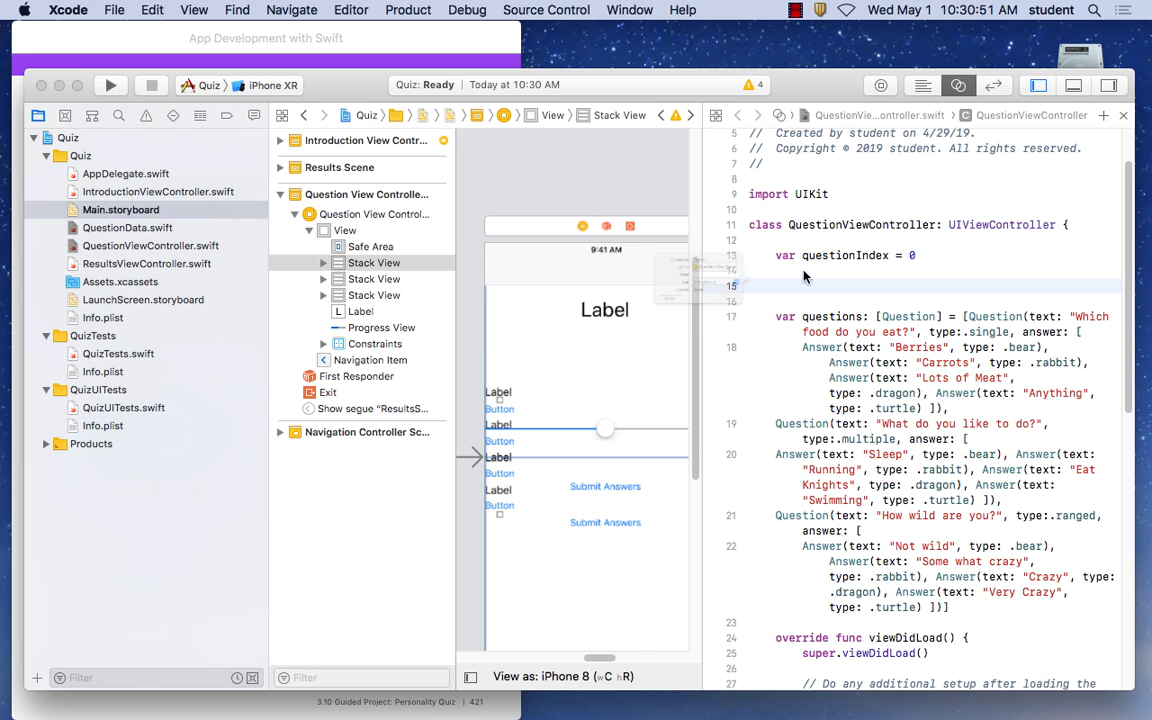 Xcode File Edit View Find Navigate Editor Product Debug Source Control Window Help Wed May 1 10:30:51 AM student
App Development with Swift
Quiz iPhone XR Quiz: Ready Today at 10:30 AM 4
Quiz Stack View QuestionVie...ontroller.swift QuestionViewController
Quiz
Quiz
AppDelegate.swift
IntroductionViewController.swift
Main.storyboard
QuestionData.swift
QuestionViewController.swift
ResultsViewController.swift
Assets.xcassets
LaunchScreen.storyboard
Info.plist
QuizTests
QuizTests.swift
Info.plist
QuizUITests
QuizUITests.swift
Info.plist
Products
Filter
Introduction View Contr...
Results Scene
Question View Controlle...
Question View Control...
View
Safe Area
Stack View
Stack View
Stack View
L Label
Progress View
Constraints
Navigation Item
First Responder
Exit
Show segue "ResultsS...
Navigation Controller Sc...
Filter
9:41 AM
Label
Label
Button
Label
Button
Label
Button
Label
Button
Submit Answers
Submit Answers
View as: iPhone 8 (wC hR)
5 // Created by student on 4/29/19.
6 // Copyright © 2019 student. All rights reserved.
7 //
8
9 import UIKit
10
11 class QuestionViewController: UIViewController {
12
13 var questionIndex = 0
14
15
16
17 var questions: [Question] = [Question(text: "Which
food do you eat?", type:.single, answer: [
18 Answer(text: "Berries", type: .bear),
Answer(text: "Carrots", type: .rabbit),
Answer(text: "Lots of Meat",
type: .dragon), Answer(text: "Anything",
type: .turtle) ]),
19 Question(text: "What do you like to do?",
type:.multiple, answer: [
20 Answer(text: "Sleep", type: .bear), Answer(text:
"Running", type: .rabbit), Answer(text: "Eat
Knights", type: .dragon), Answer(text:
"Swimming", type: .turtle) ]),
21 Question(text: "How wild are you?", type:.ranged,
answer: [
22 Answer(text: "Not wild", type: .bear),
Answer(text: "Some what crazy",
type: .rabbit), Answer(text: "Crazy", type:
.dragon), Answer(text: "Very Crazy",
type: .turtle) ])]
23
24 override func viewDidLoad() {
25 super.viewDidLoad()
26
27 // Do any additional setup after loading the
3.10 Guided Project: Personality Quiz | 421